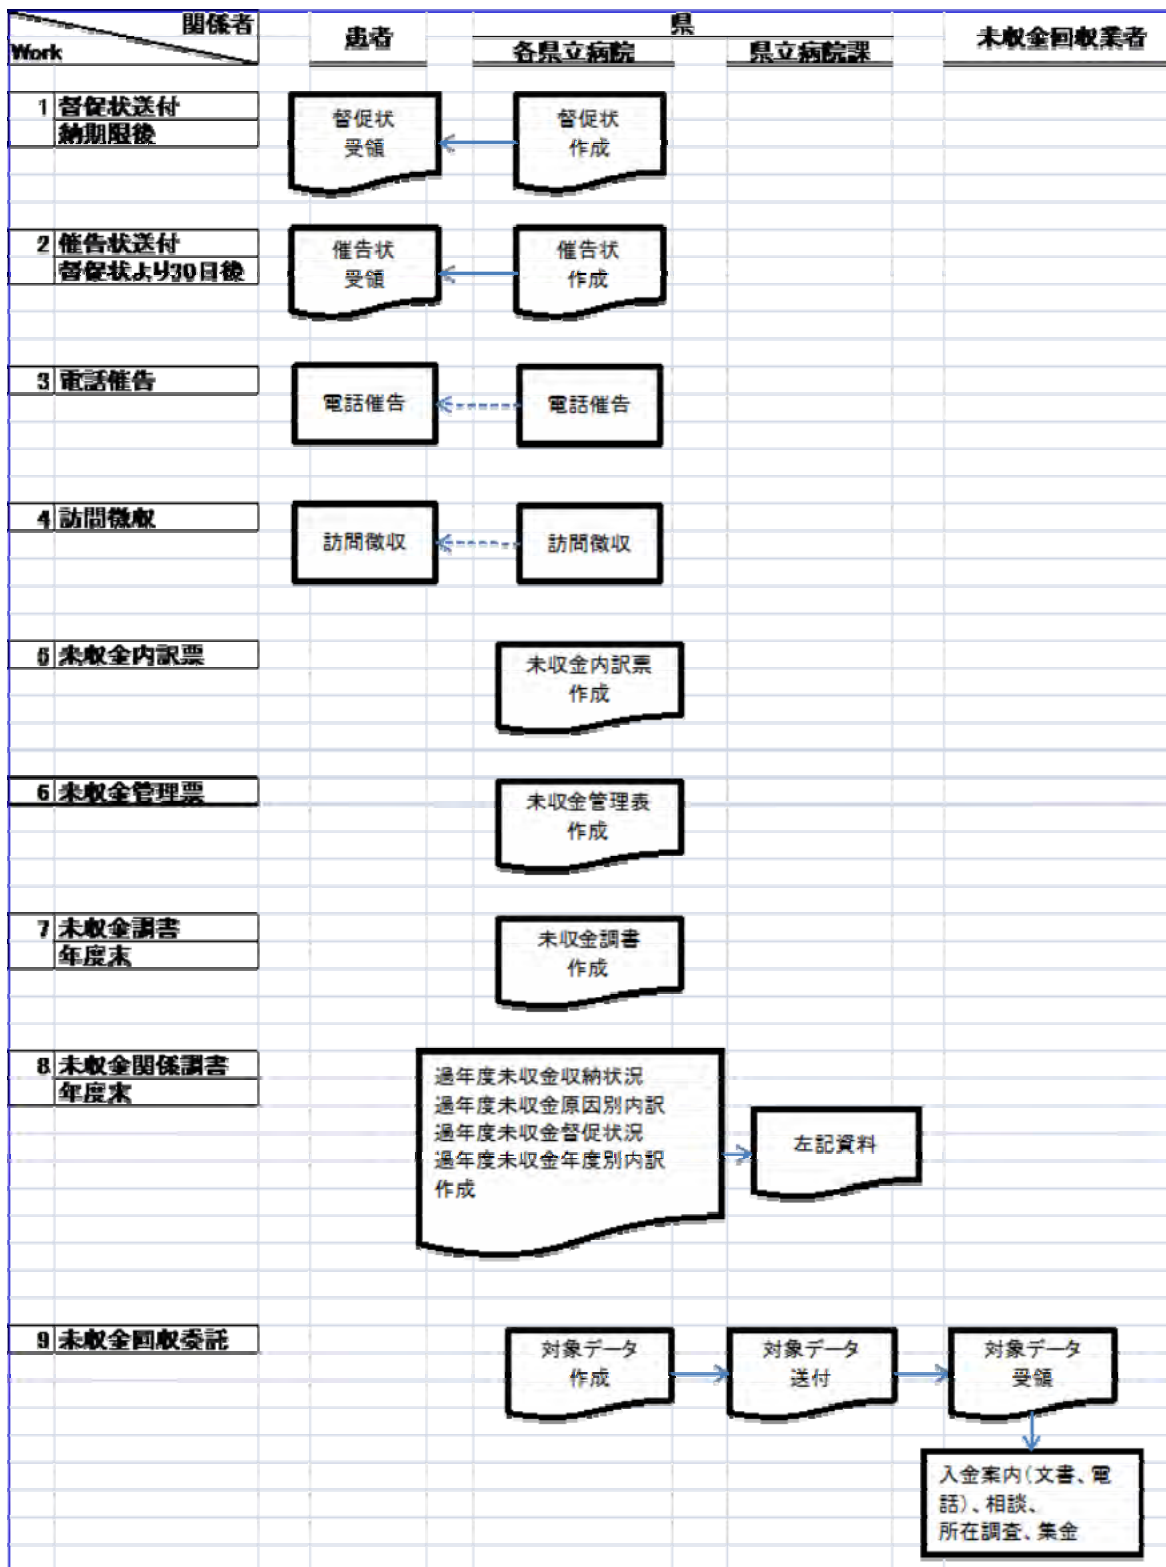 関係者
Work
患者
県
各県立病院
県立病院課
未収金回収業者
1 督促状送付
納期限後
督促状
受領
督促状
作成
2 催告状送付
督促状より30日後
催告状
受領
催告状
作成
3 電話催告
電話催告
電話催告
4 訪問徴収
訪問徴収
訪問徴収
5 未収金内訳票
未収金内訳票
作成
6 未収金管理票
未収金管理表
作成
7 未収金調書
年度末
未収金調書
作成
8 未収金関係調書
年度末
過年度未収金収納状況
過年度未収金原因別内訳
過年度未収金督促状況
過年度未収金年度別内訳
作成
左記資料
9 未収金回収委託
対象データ
作成
対象データ
送付
対象データ
受領
入金案内(文書、電
話)、相談、
所在調査、集金